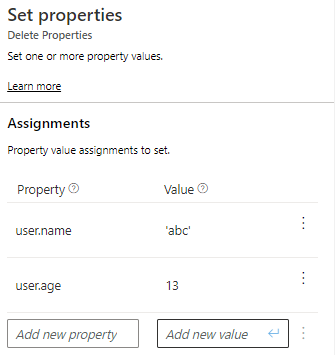 Set properties
Delete Properties
Set one or more property values.
Learn more
Assignments
Property value assignments to set.
Property ? Value ?
user.name 'abc'
user.age 13
Add new property Add new value